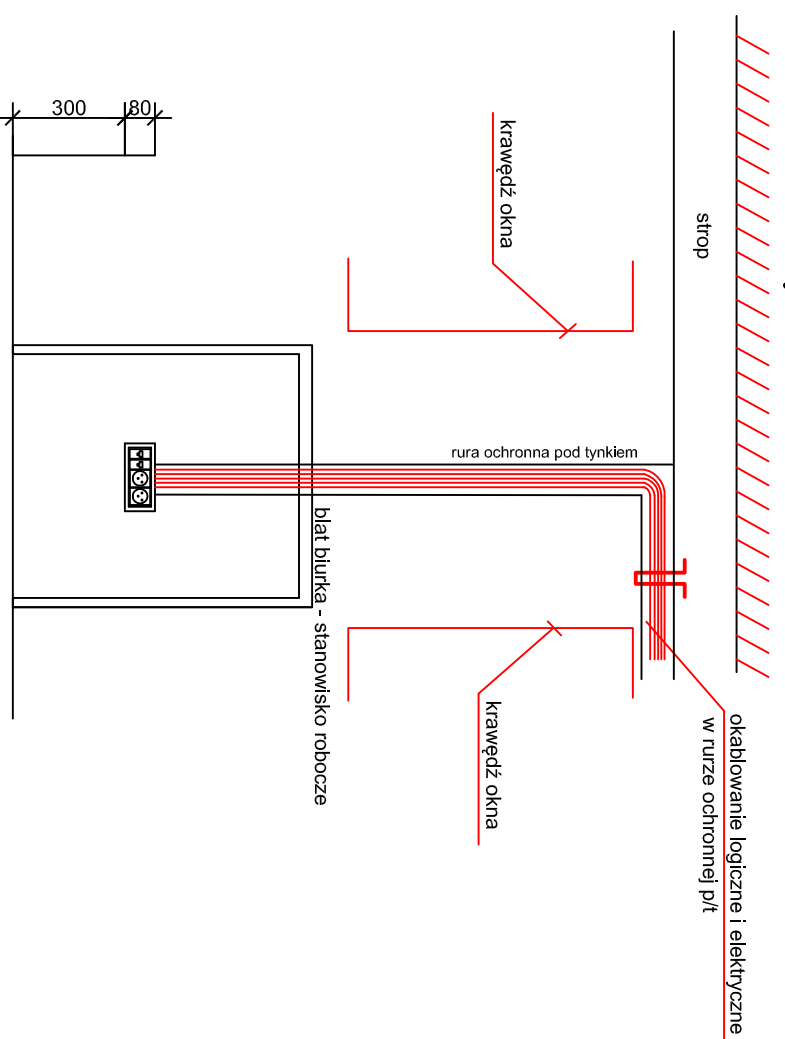 strop
krawędź okna
300
80
rura ochronna pod tynkiem
blat biurka - stanowisko robocze
krawędź okna
okablowanie logiczne i elektryczne
w rurze ochronnej p/t